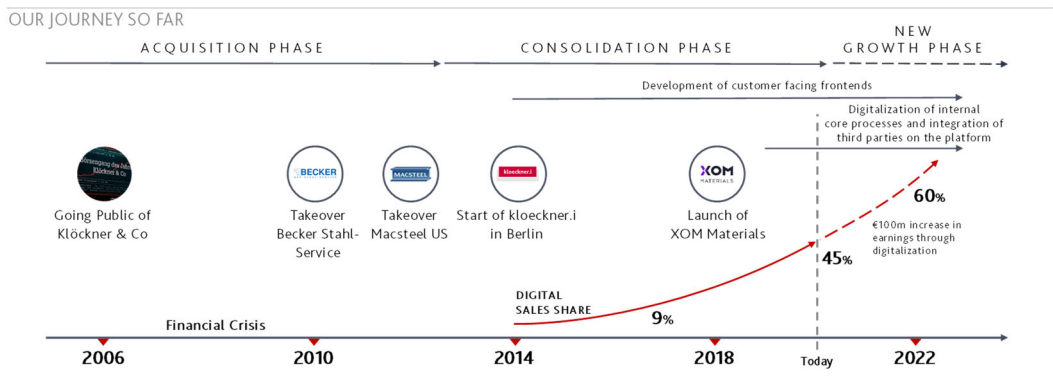 OUR JOURNEY SO FAR
ACQUISITION PHASE
CONSOLIDATION PHASE
NEW
GROWTH PHASE
Development of customer facing frontends
Digitalization of internal
core processes and integration of
third parties on the platform
Klöckner & Co
BECKER
MACSTEEL
kloeckner.i
XOM
MATERIALS
Going Public of
Klöckner & Co
Takeover
Becker Stahl-
Service
Takeover
Macsteel US
Start of kloeckner.i
in Berlin
Launch of
XOM Materials
60%
€100m increase in
earnings through
digitalization
45%
DIGITAL
SALES SHARE
9%
Financial Crisis
2006
2010
2014
2018
Today
2022